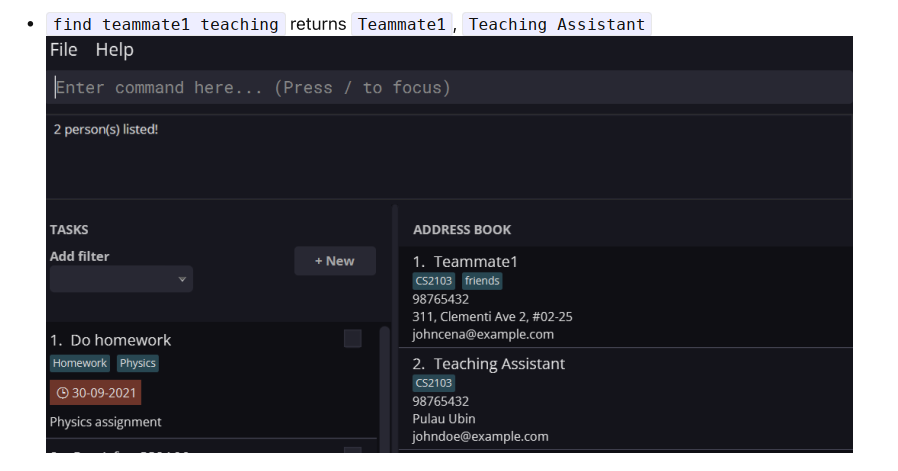 find teammate1 teaching returns Teammate1, Teaching Assistant
File Help
Enter command here... (Press / to focus)
2 person(s) listed!
TASKS
Add filter
+ New
1. Do homework
Homework Physics
30-09-2021
Physics assignment
ADDRESS BOOK
1. Teammate1
CS2103 friends
98765432
311, Clementi Ave 2, #02-25
johncena@example.com
2. Teaching Assistant
CS2103
98765432
Pulau Ubin
johndoe@example.com